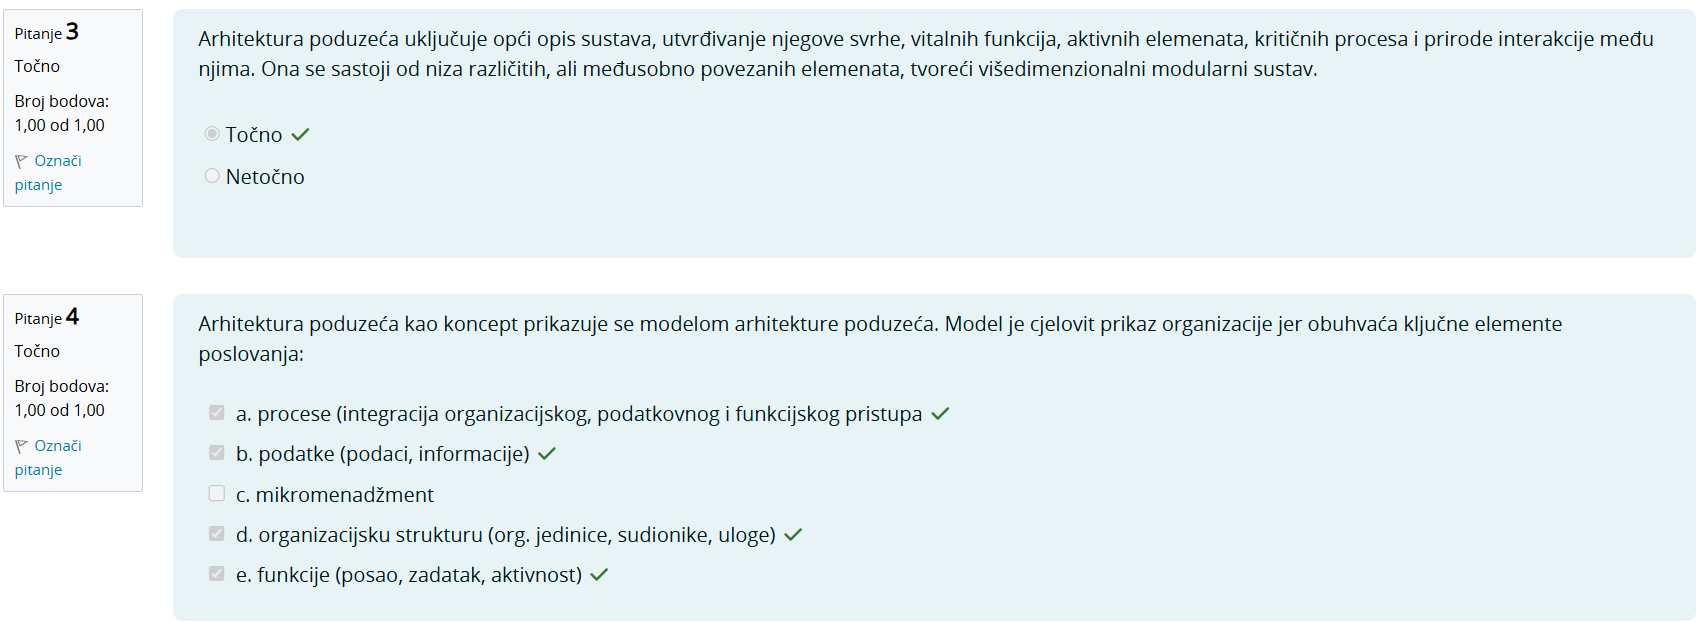 Pitanje 3
Točno
Broj bodova:
1,00 od 1,00
Označi
pitanje
Arhitektura poduzeća uključuje opći opis sustava, utvrđivanje njegove svrhe, vitalnih funkcija, aktivnih elemenata, kritičnih procesa i prirode interakcije među
njima. Ona se sastoji od niza različitih, ali međusobno povezanih elemenata, tvoreći višedimenzionalni modularni sustav.
Točno
Netočno
Pitanje 4
Točno
Broj bodova:
1,00 od 1,00
Označi
pitanje
Arhitektura poduzeća kao koncept prikazuje se modelom arhitekture poduzeća. Model je cjelovit prikaz organizacije jer obuhvaća ključne elemente
poslovanja:
a. procese (integracija organizacijskog, podatkovnog i funkcijskog pristupa
b. podatke (podaci, informacije)
c. mikromenadžment
d. organizacijsku strukturu (org. jedinice, sudionike, uloge)
e. funkcije (posao, zadatak, aktivnost)